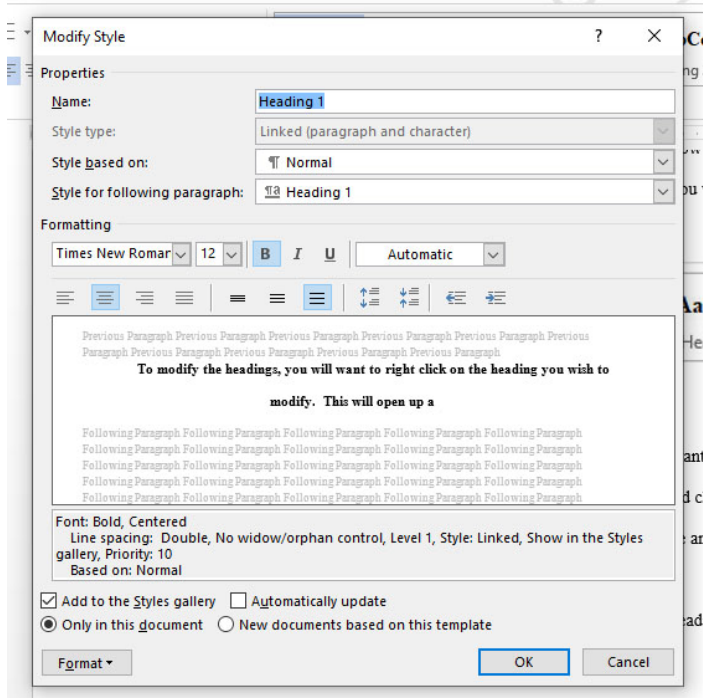 Modify Style
?
Properties
Name:
Heading 1
Style type:
Linked (paragraph and character)
Style based on:
¶ Normal
Style for following paragraph:
¶a Heading 1
Formatting
Times New Romar
12
B
I
U
Automatic
Previous Paragraph Previous Paragraph Previous Paragraph Previous Paragraph Previous Paragraph Previous
Paragraph Previous Paragraph Previous Paragraph Previous Paragraph Previous Paragraph
To modify the headings, you will want to right click on the heading you wish to
modify. This will open up a
Following Paragraph Following Paragraph Following Paragraph Following Paragraph Following Paragraph
Following Paragraph Following Paragraph Following Paragraph Following Paragraph Following Paragraph
Following Paragraph Following Paragraph Following Paragraph Following Paragraph Following Paragraph
Following Paragraph Following Paragraph Following Paragraph Following Paragraph Following Paragraph
Following Paragraph Following Paragraph Following Paragraph Following Paragraph Following Paragraph
Font: Bold, Centered
Line spacing: Double, No widow/orphan control, Level 1, Style: Linked, Show in the Styles
gallery, Priority: 10
Based on: Normal
Add to the Styles gallery
Automatically update
Only in this document
New documents based on this template
Format
OK
Cancel